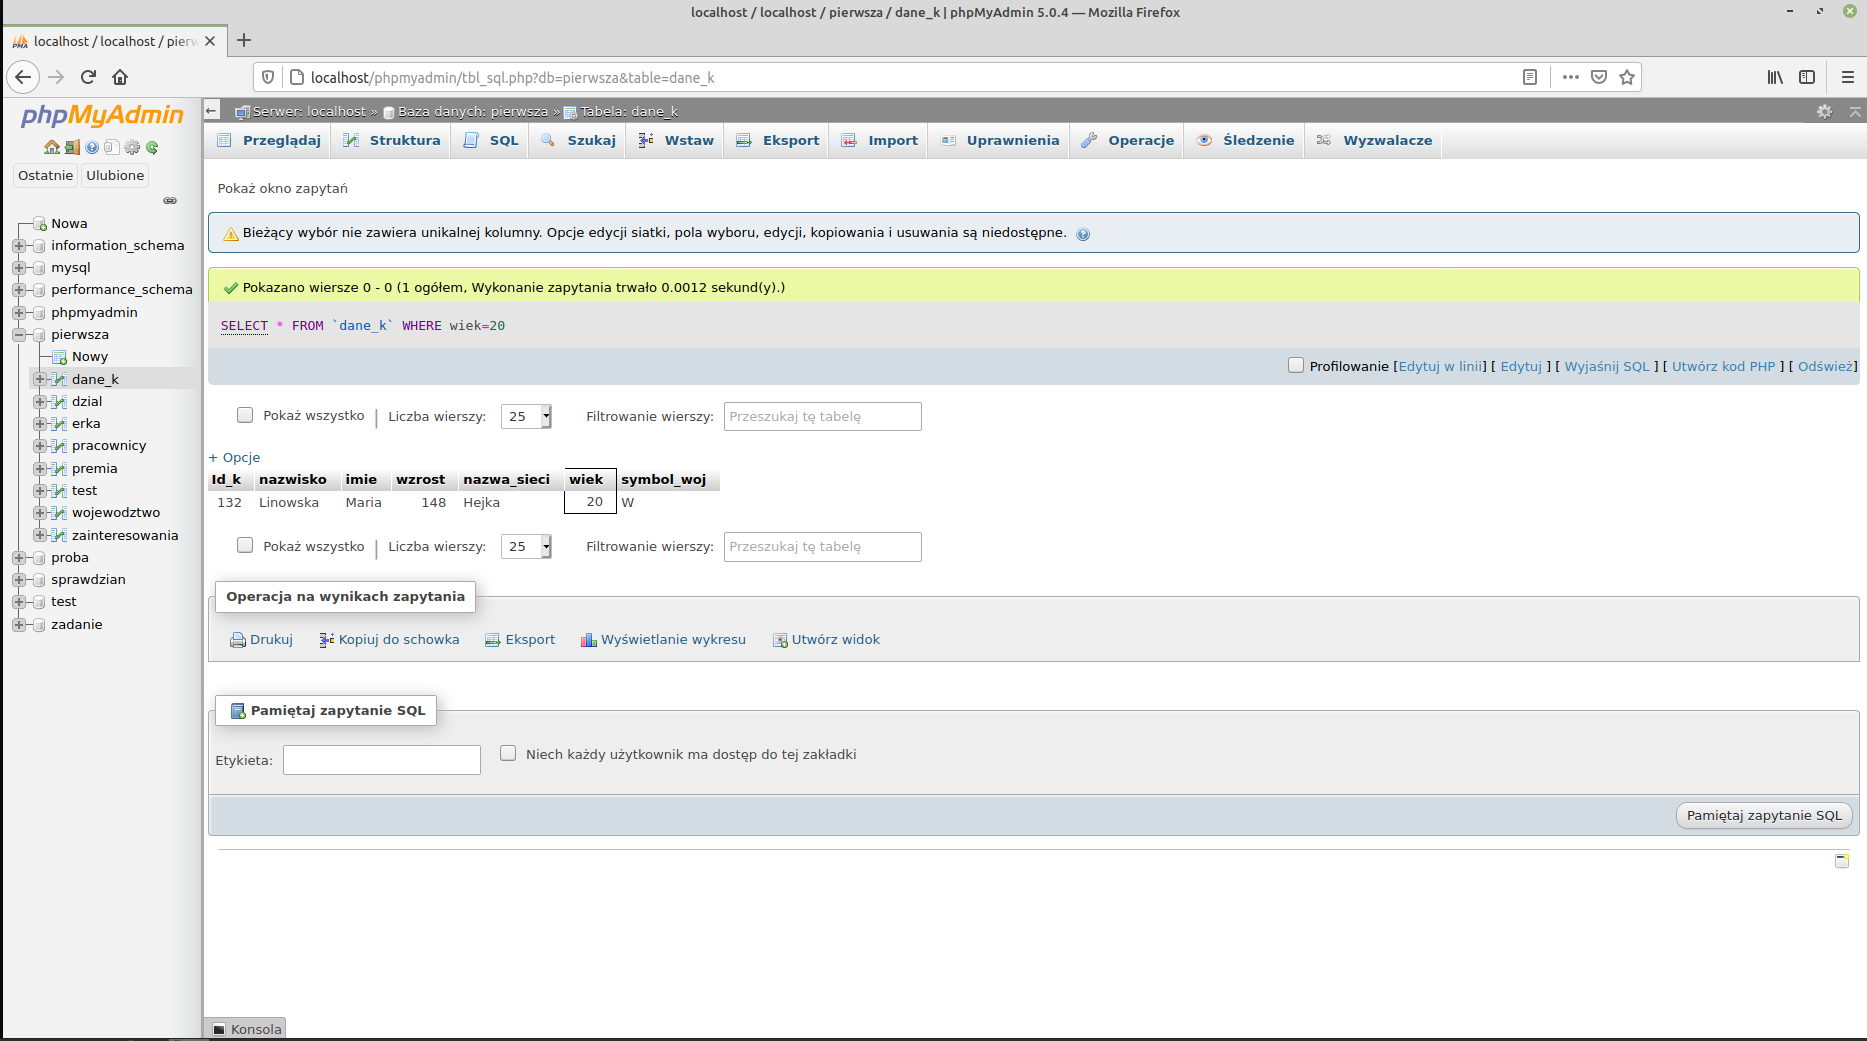 localhost / localhost / pierwsza / dane_k | phpMyAdmin 5.0.4 — Mozilla Firefox
PMA localhost / localhost / pierw
localhost/phpmyadmin/tbl_sql.php?db=pierwsza&table=dane_k
phpMyAdmin
Ostatnie Ulubione
Nowa
information_schema
mysql
performance_schema
phpmyadmin
pierwsza
Nowy
dane_k
dzial
erka
pracownicy
premia
test
wojewodztwo
zainteresowania
proba
sprawdzian
test
zadanie
Serwer: localhost » Baza danych: pierwsza » Tabela: dane_k
Przeglądaj Struktura SQL Szukaj Wstaw Eksport Import Uprawnienia Operacje Śledzenie Wyzwalacze
Pokaż okno zapytań
Bieżący wybór nie zawiera unikalnej kolumny. Opcje edycji siatki, pola wyboru, edycji, kopiowania i usuwania są niedostępne.
Pokazano wiersze 0 - 0 (1 ogółem, Wykonanie zapytania trwało 0.0012 sekund(y).)
SELECT * FROM `dane_k` WHERE wiek=20
Profilowanie [Edytuj w linii] [ Edytuj ] [ Wyjaśnij SQL ] [ Utwórz kod PHP ] [ Odśwież]
Pokaż wszystko | Liczba wierszy: 25 Filtrowanie wierszy: Przeszukaj tę tabelę
+ Opcje
Id_k nazwisko imie wzrost nazwa_sieci wiek symbol_woj
132 Linowska Maria 148 Hejka 20 W
Pokaż wszystko | Liczba wierszy: 25 Filtrowanie wierszy: Przeszukaj tę tabelę
Operacja na wynikach zapytania
Drukuj Kopiuj do schowka Eksport Wyświetlanie wykresu Utwórz widok
Pamiętaj zapytanie SQL
Etykieta: Niech każdy użytkownik ma dostęp do tej zakładki
Pamiętaj zapytanie SQL
Konsola